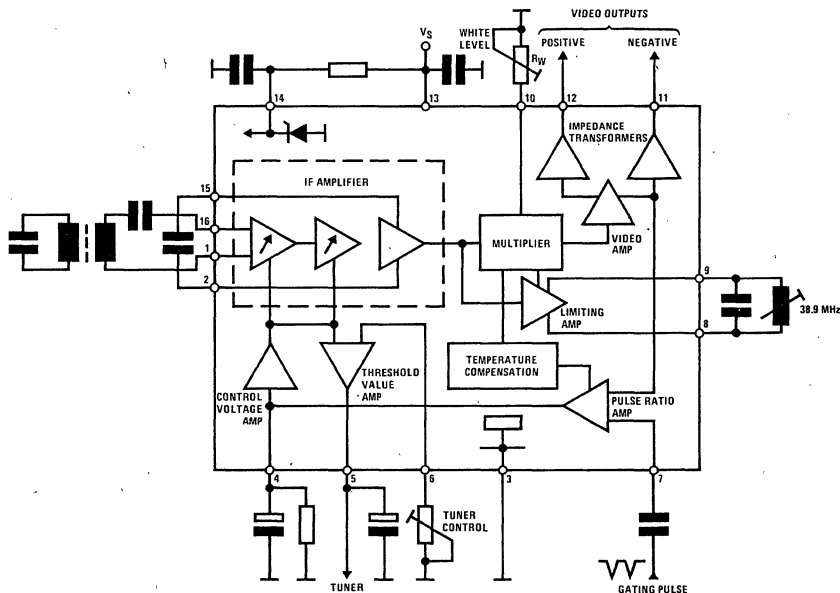 VIDEO OUTPUTS
POSITIVE
NEGATIVE
WHITE
LEVEL
RW
VS
14
13
10
12
11
IMPEDANCE
TRANSFORMERS
IF AMPLIFIER
15
16
1
2
MULTIPLIER
VIDEO
AMP
9
8
38.9 MHz
LIMITING
AMP
TEMPERATURE
COMPENSATION
THRESHOLD
VALUE
AMP
CONTROL
VOLTAGE
AMP
PULSE RATIO
AMP
4
5
6
3
7
TUNER
CONTROL
TUNER
GATING PULSE